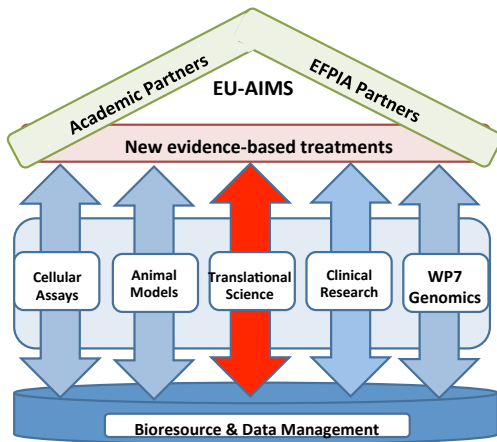 Academic Partners
EFPIA Partners
EU-AIMS
New evidence-based treatments
Cellular
Assays
Animal
Models
Translational
Science
Clinical
Research
WP7
Genomics
Bioresource & Data Management